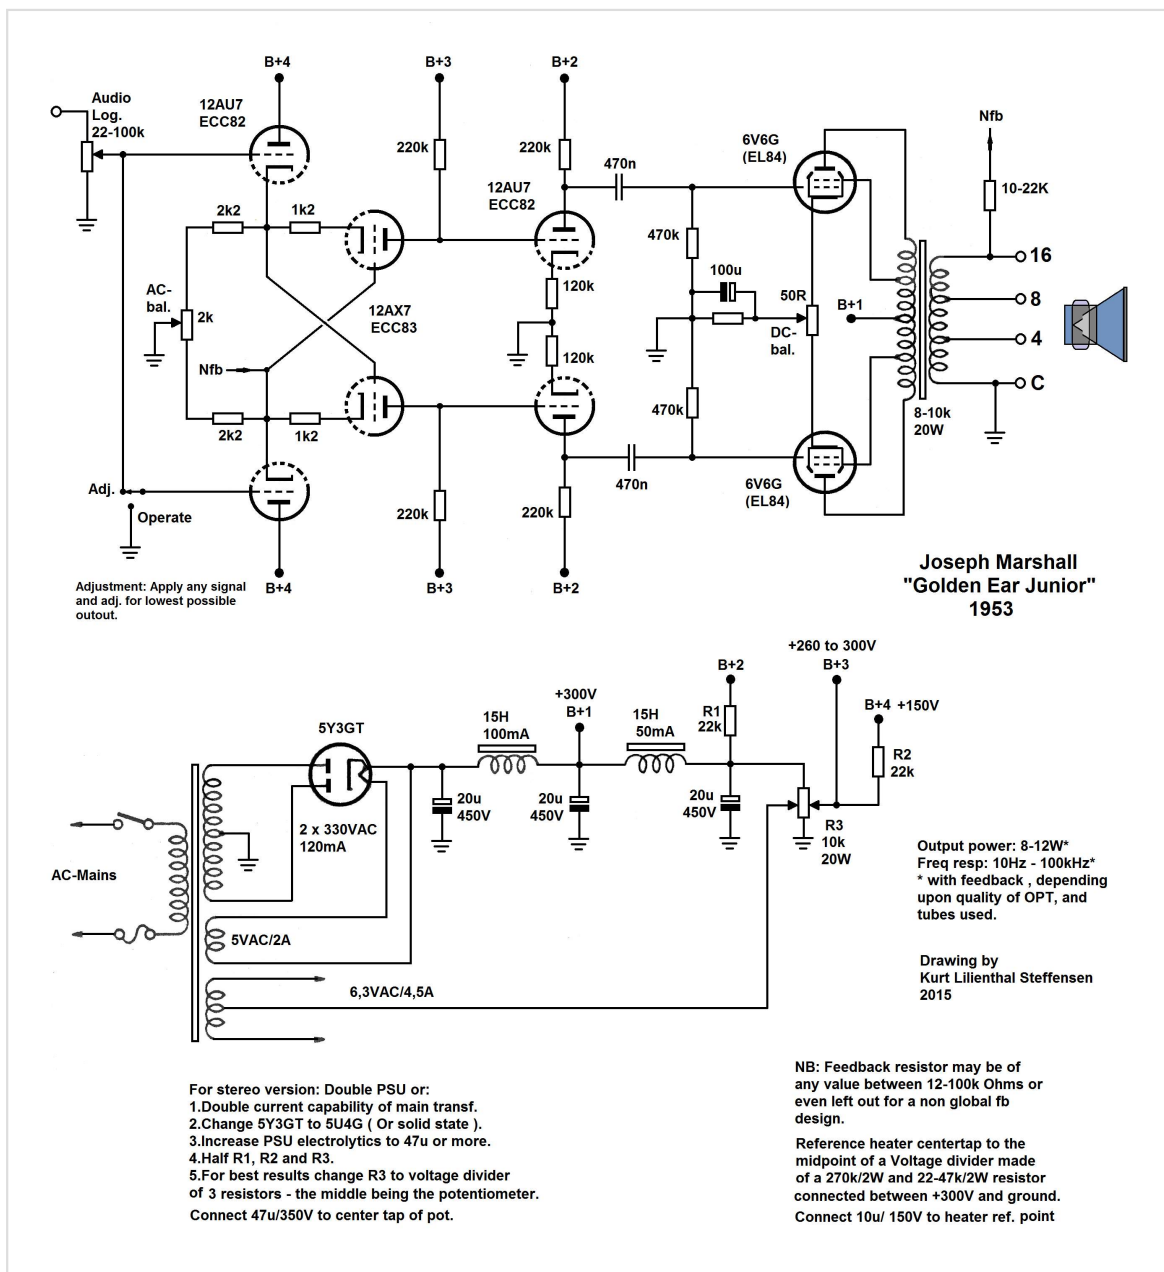 B+4
B+3
B+2
Audio
Log.
22-100k
12AU7
ECC82
220k
220k
470n
6V6G
(EL84)
Nfb
10-22K
12AU7
ECC82
2k2
1k2
470k
16
120k
100u
50R
B+1
8
AC-
bal.
2k
12AX7
ECC83
DC-
bal.
4
120k
Nfb
C
470k
8-10k
20W
2k2
1k2
470n
6V6G
(EL84)
Adj.
Operate
220k
220k
B+4
B+3
B+2
Adjustment: Apply any signal
and adj. for lowest possible
outout.
Joseph Marshall
"Golden Ear Junior"
1953
+260 to 300V
B+3
B+2
+300V
B+1
B+4 +150V
5Y3GT
15H
100mA
15H
50mA
R1
22k
R2
22k
20u
450V
20u
450V
20u
450V
2 x 330VAC
120mA
R3
10k
20W
AC-Mains
Output power: 8-12W*
Freq resp: 10Hz - 100kHz*
* with feedback , depending
upon quality of OPT, and
tubes used.
5VAC/2A
6,3VAC/4,5A
Drawing by
Kurt Lilienthal Steffensen
2015
For stereo version: Double PSU or:
1.Double current capability of main transf.
2.Change 5Y3GT to 5U4G ( Or solid state ).
3.Increase PSU electrolytics to 47u or more.
4.Half R1, R2 and R3.
5.For best results change R3 to voltage divider
of 3 resistors - the middle being the potentiometer.
Connect 47u/350V to center tap of pot.
NB: Feedback resistor may be of
any value between 12-100k Ohms or
even left out for a non global fb
design.
Reference heater centertap to the
midpoint of a Voltage divider made
of a 270k/2W and 22-47k/2W resistor
connected between +300V and ground.
Connect 10u/ 150V to heater ref. point